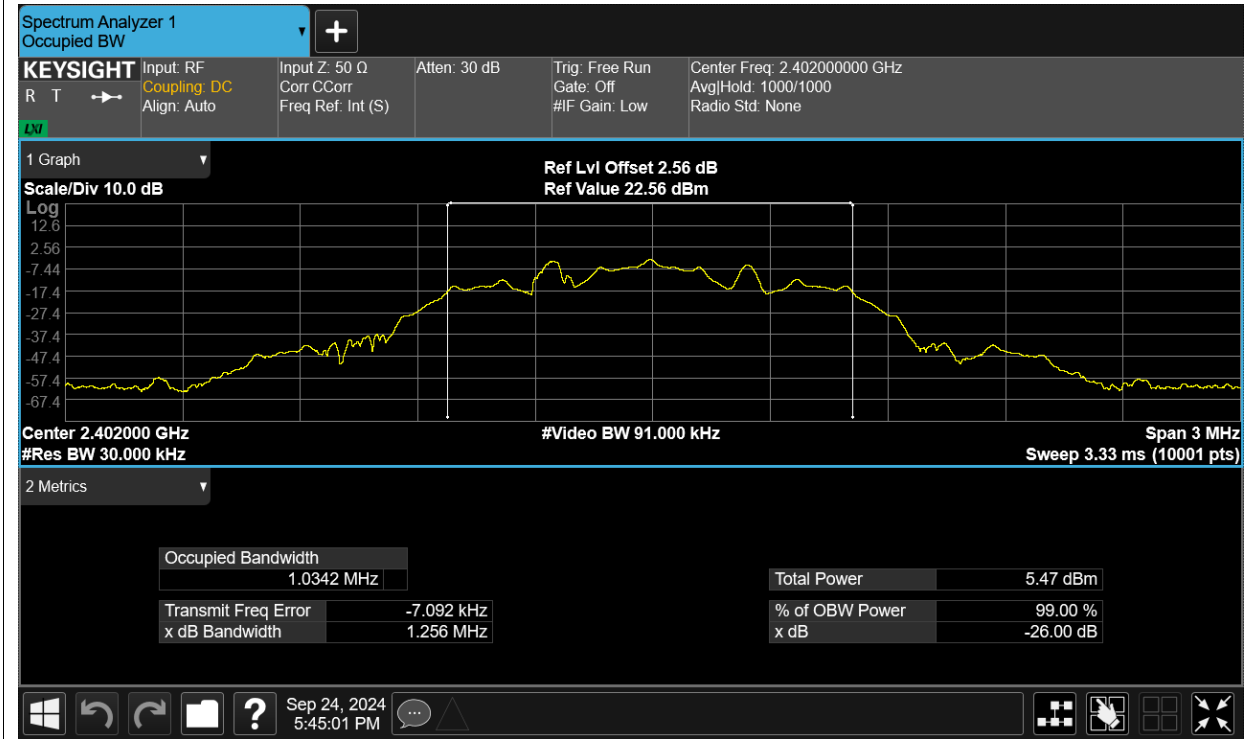 Spectrum Analyzer 1
Occupied BW
KEYSIGHT
R T
LXI
Input: RF
Coupling: DC
Align: Auto
Input Z: 50 Ω
Corr CCorr
Freq Ref: Int (S)
Atten: 30 dB
Trig: Free Run
Gate: Off
#IF Gain: Low
Center Freq: 2.402000000 GHz
Avg|Hold: 1000/1000
Radio Std: None
1 Graph
Scale/Div 10.0 dB
Ref Lvl Offset 2.56 dB
Ref Value 22.56 dBm
Log
12.6
2.56
-7.44
-17.4
-27.4
-37.4
-47.4
-57.4
-67.4
Center 2.402000 GHz
#Res BW 30.000 kHz
#Video BW 91.000 kHz
Span 3 MHz
Sweep 3.33 ms (10001 pts)
2 Metrics
Occupied Bandwidth
1.0342 MHz
Transmit Freq Error -7.092 kHz
x dB Bandwidth 1.256 MHz
Total Power 5.47 dBm
% of OBW Power 99.00 %
x dB -26.00 dB
?
Sep 24, 2024
5:45:01 PM